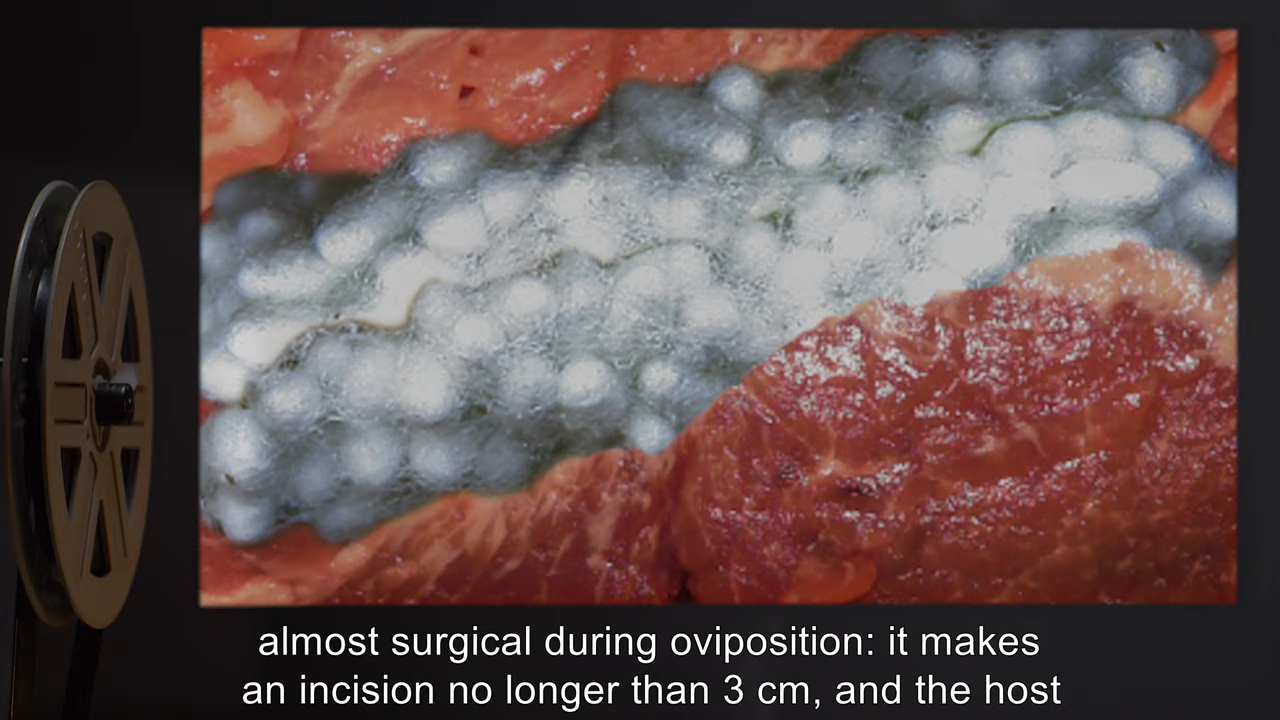 almost surgical during oviposition: it makes
an incision no longer than 3 cm, and the host